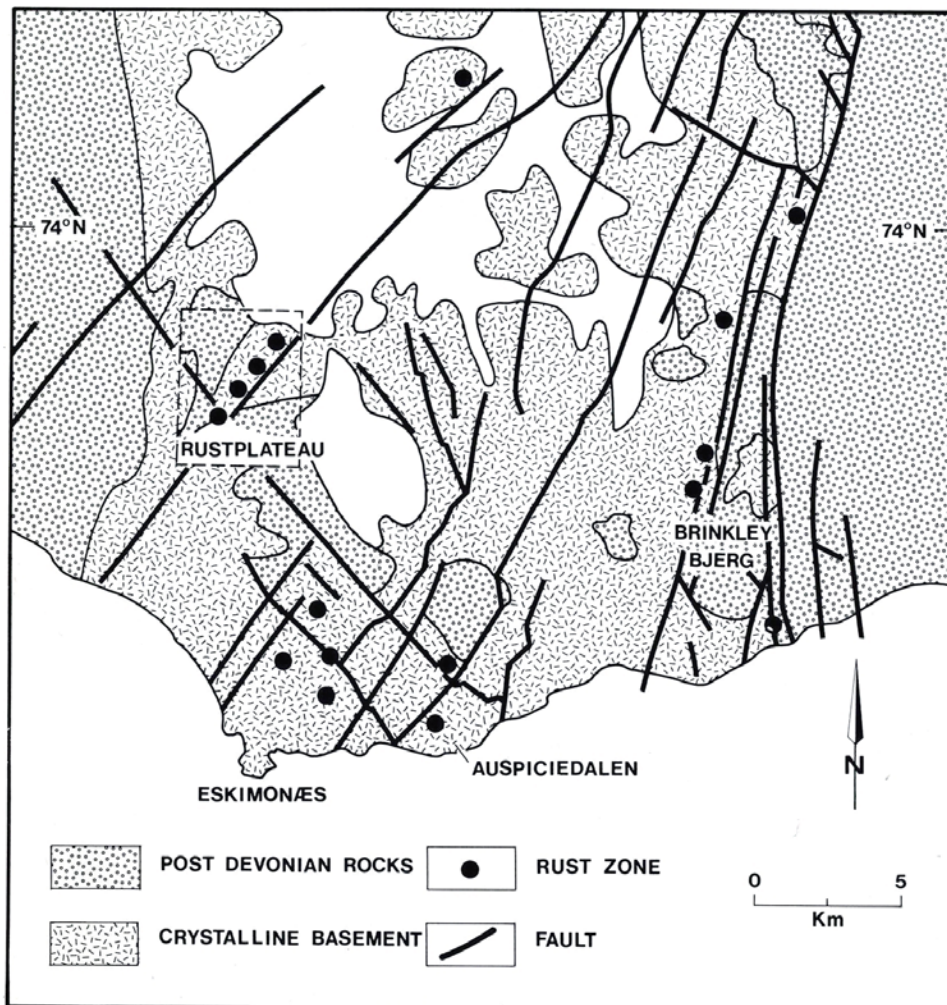 74°N
74°N
RUSTPLATEAU
BRINKLEY
BJERG
AUSPICIEDALEN
ESKIMONÆS
N
POST DEVONIAN ROCKS
RUST ZONE
0 5
Km
CRYSTALLINE BASEMENT
FAULT